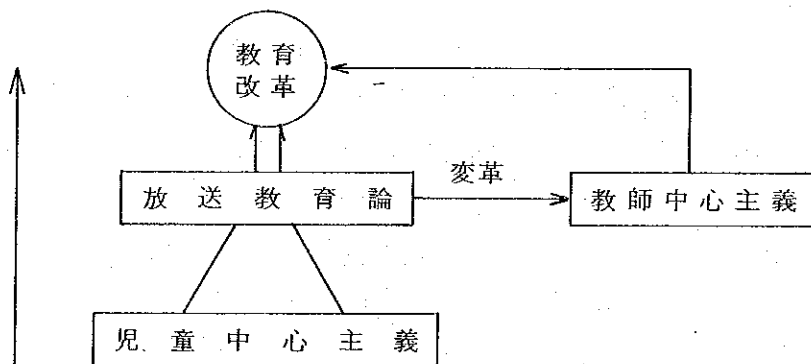 教育
改革
変革
放送教育論
教師中心主義
児童中心主義